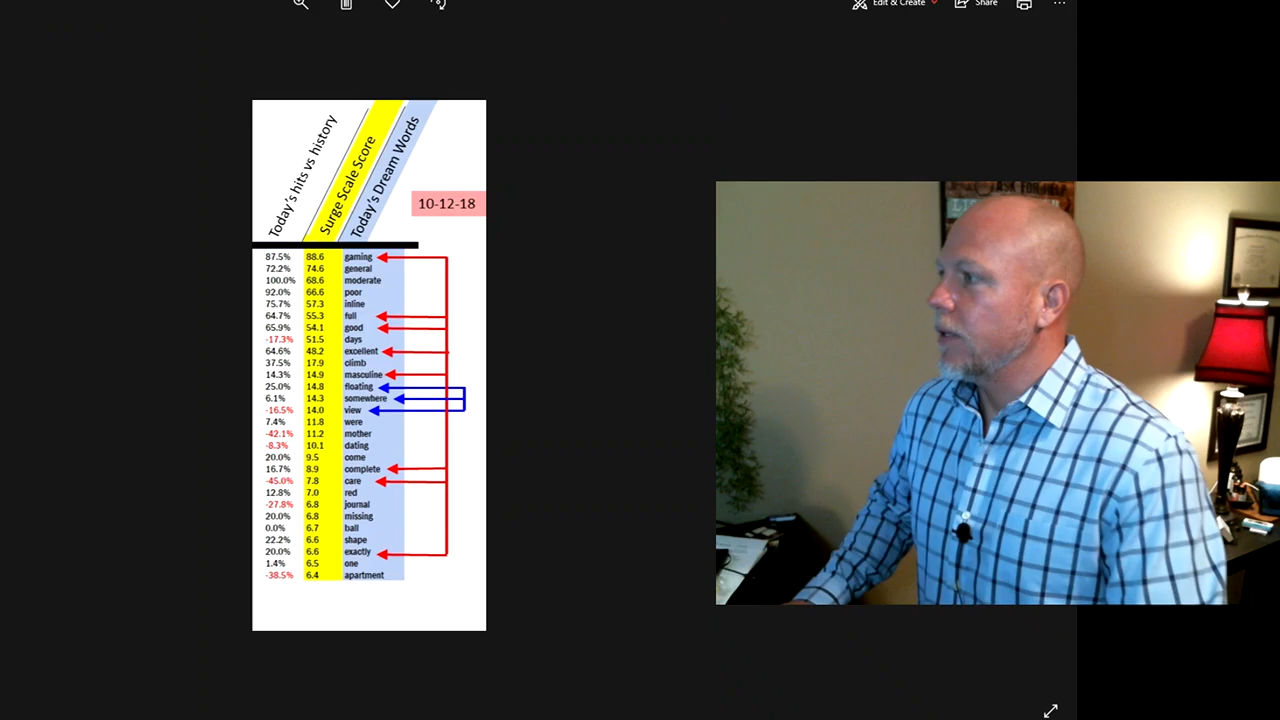 Edit & Create
Share
Today's hits vs history
Surge Scale Score
Today's Dream Words
10-12-18
ASK FOR HELP
87.5% 88.6 gaming
72.2% 74.6 general
100.0% 68.6 moderate
92.0% 66.6 poor
75.7% 57.3 inline
64.7% 55.3 full
65.9% 54.1 good
-17.3% 51.5 days
64.6% 48.2 excellent
37.5% 17.9 climb
14.3% 14.9 masculine
25.0% 14.8 floating
6.1% 14.3 somewhere
-16.5% 14.0 view
7.4% 11.8 were
-42.1% 11.2 mother
-8.3% 10.1 dating
20.0% 9.5 come
16.7% 8.9 complete
-45.0% 7.8 care
12.8% 7.0 red
-27.8% 6.8 journal
20.0% 6.8 missing
0.0% 6.7 ball
22.2% 6.6 shape
20.0% 6.6 exactly
1.4% 6.5 one
-38.5% 6.4 apartment